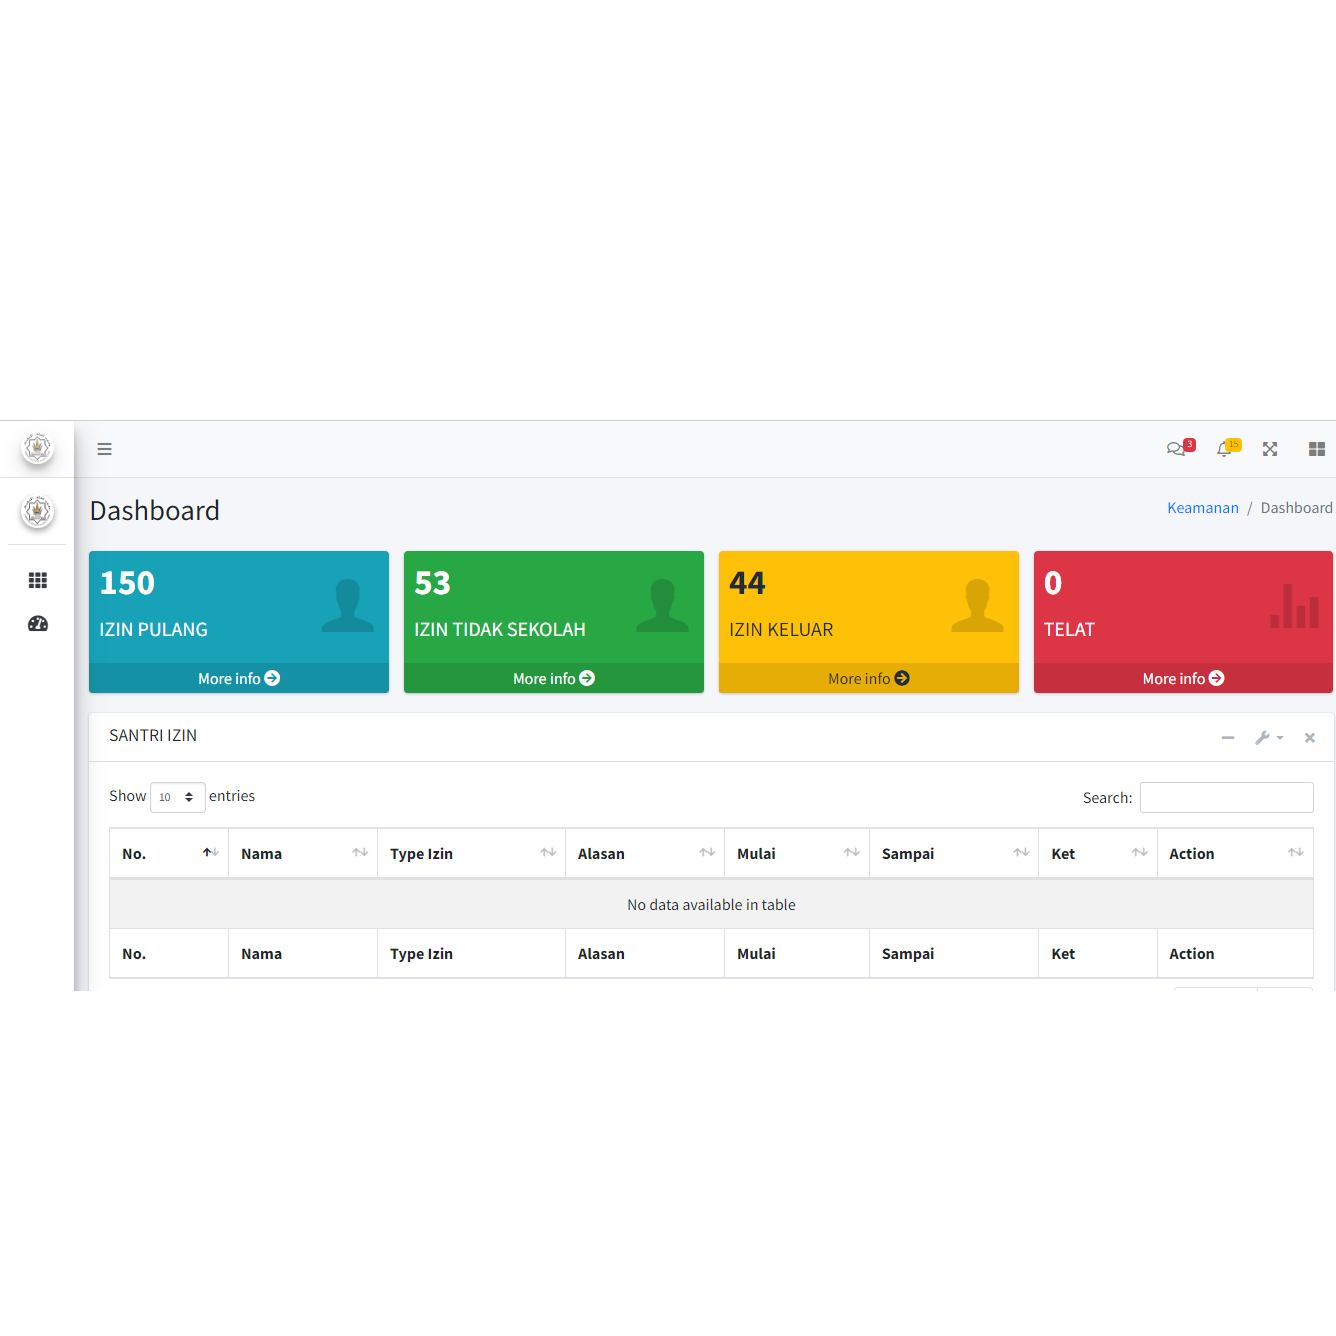 3
15
Dashboard
Keamanan / Dashboard
150
IZIN PULANG
More info
53
IZIN TIDAK SEKOLAH
More info
44
IZIN KELUAR
More info
0
TELAT
More info
SANTRI IZIN
Show 10 entries
Search:
No. Nama Type Izin Alasan Mulai Sampai Ket Action
No data available in table
No. Nama Type Izin Alasan Mulai Sampai Ket Action